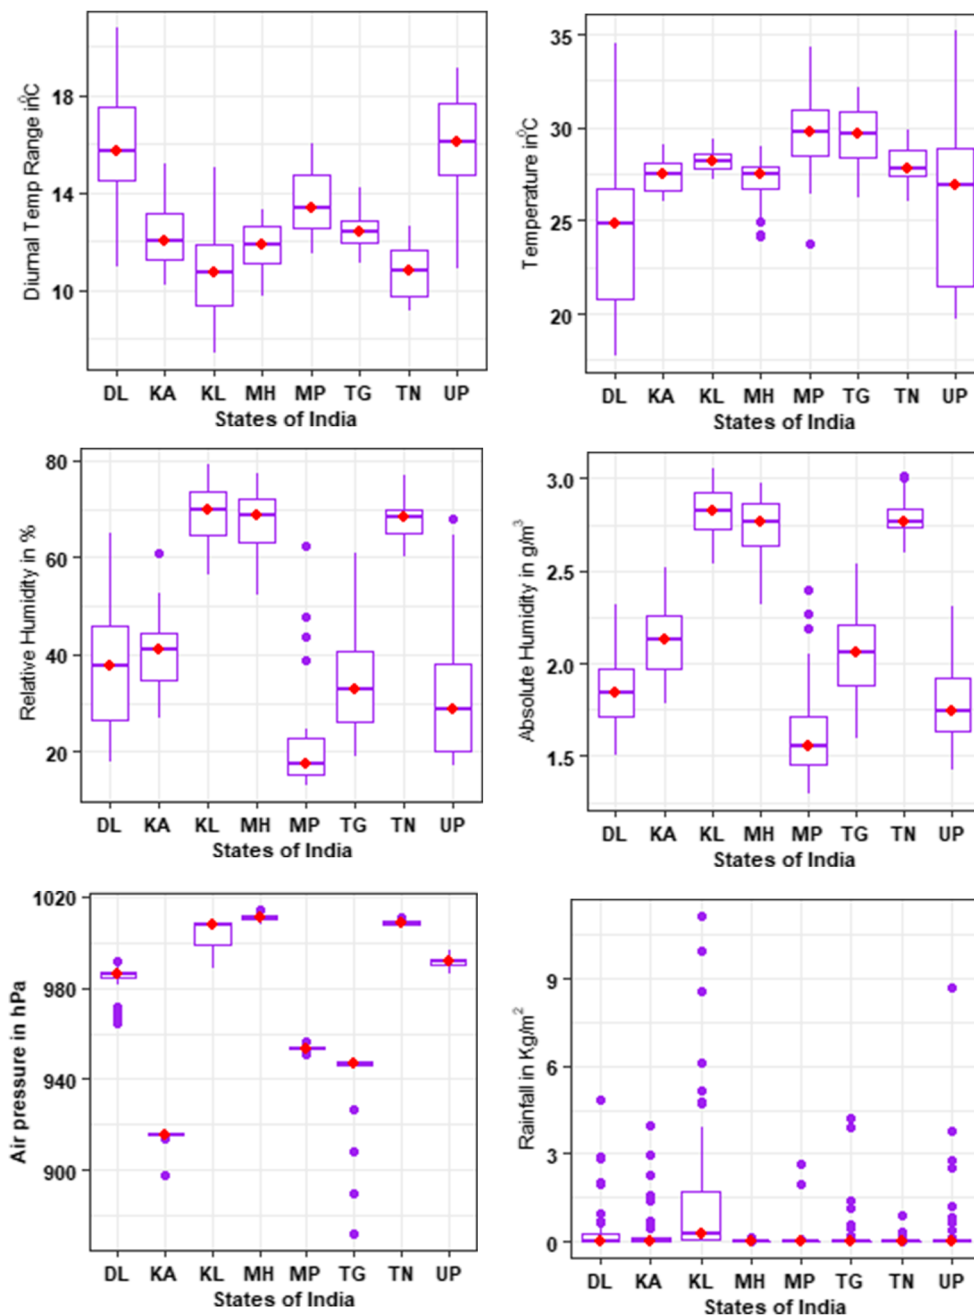 Diurnal Temp Range in⁰C
18
14
10
DL KA KL MH MP TG TN UP
States of India
Temperature in⁰C
35
30
25
20
DL KA KL MH MP TG TN UP
States of India
Relative Humidity in %
80
60
40
20
DL KA KL MH MP TG TN UP
States of India
Absolute Humidity in g/m³
3.0
2.5
2.0
1.5
DL KA KL MH MP TG TN UP
States of India
Air pressure in hPa
1020
980
940
900
DL KA KL MH MP TG TN UP
States of India
Rainfall in Kg/m²
9
6
3
0
DL KA KL MH MP TG TN UP
States of India